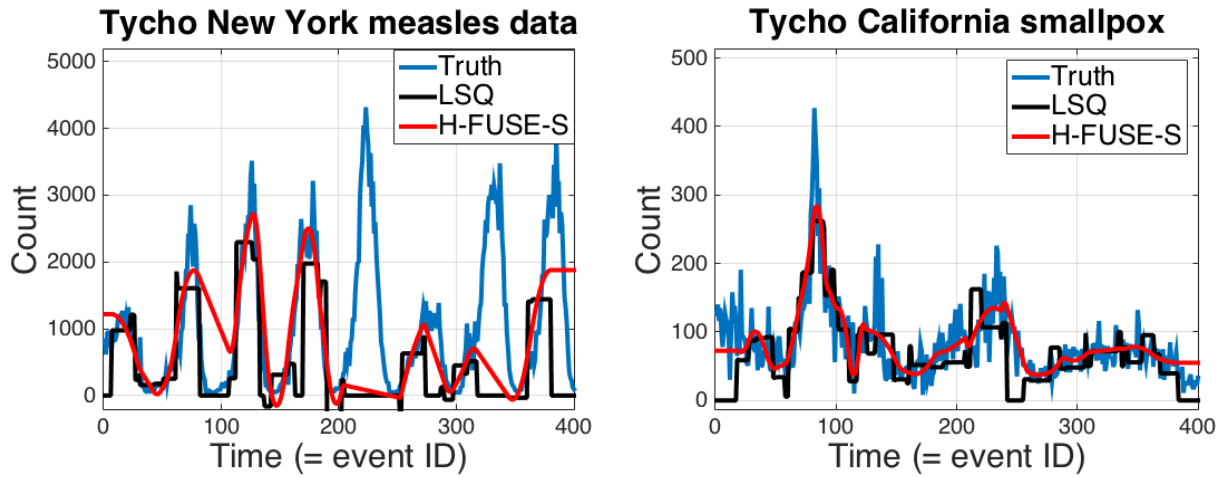 Tycho New York measles data
5000
4000
3000
2000
1000
0
Count
0 100 200 300 400
Time (= event ID)
Truth
LSQ
H-FUSE-S
Tycho California smallpox
500
400
300
200
100
0
Count
0 100 200 300 400
Time (= event ID)
Truth
LSQ
H-FUSE-S